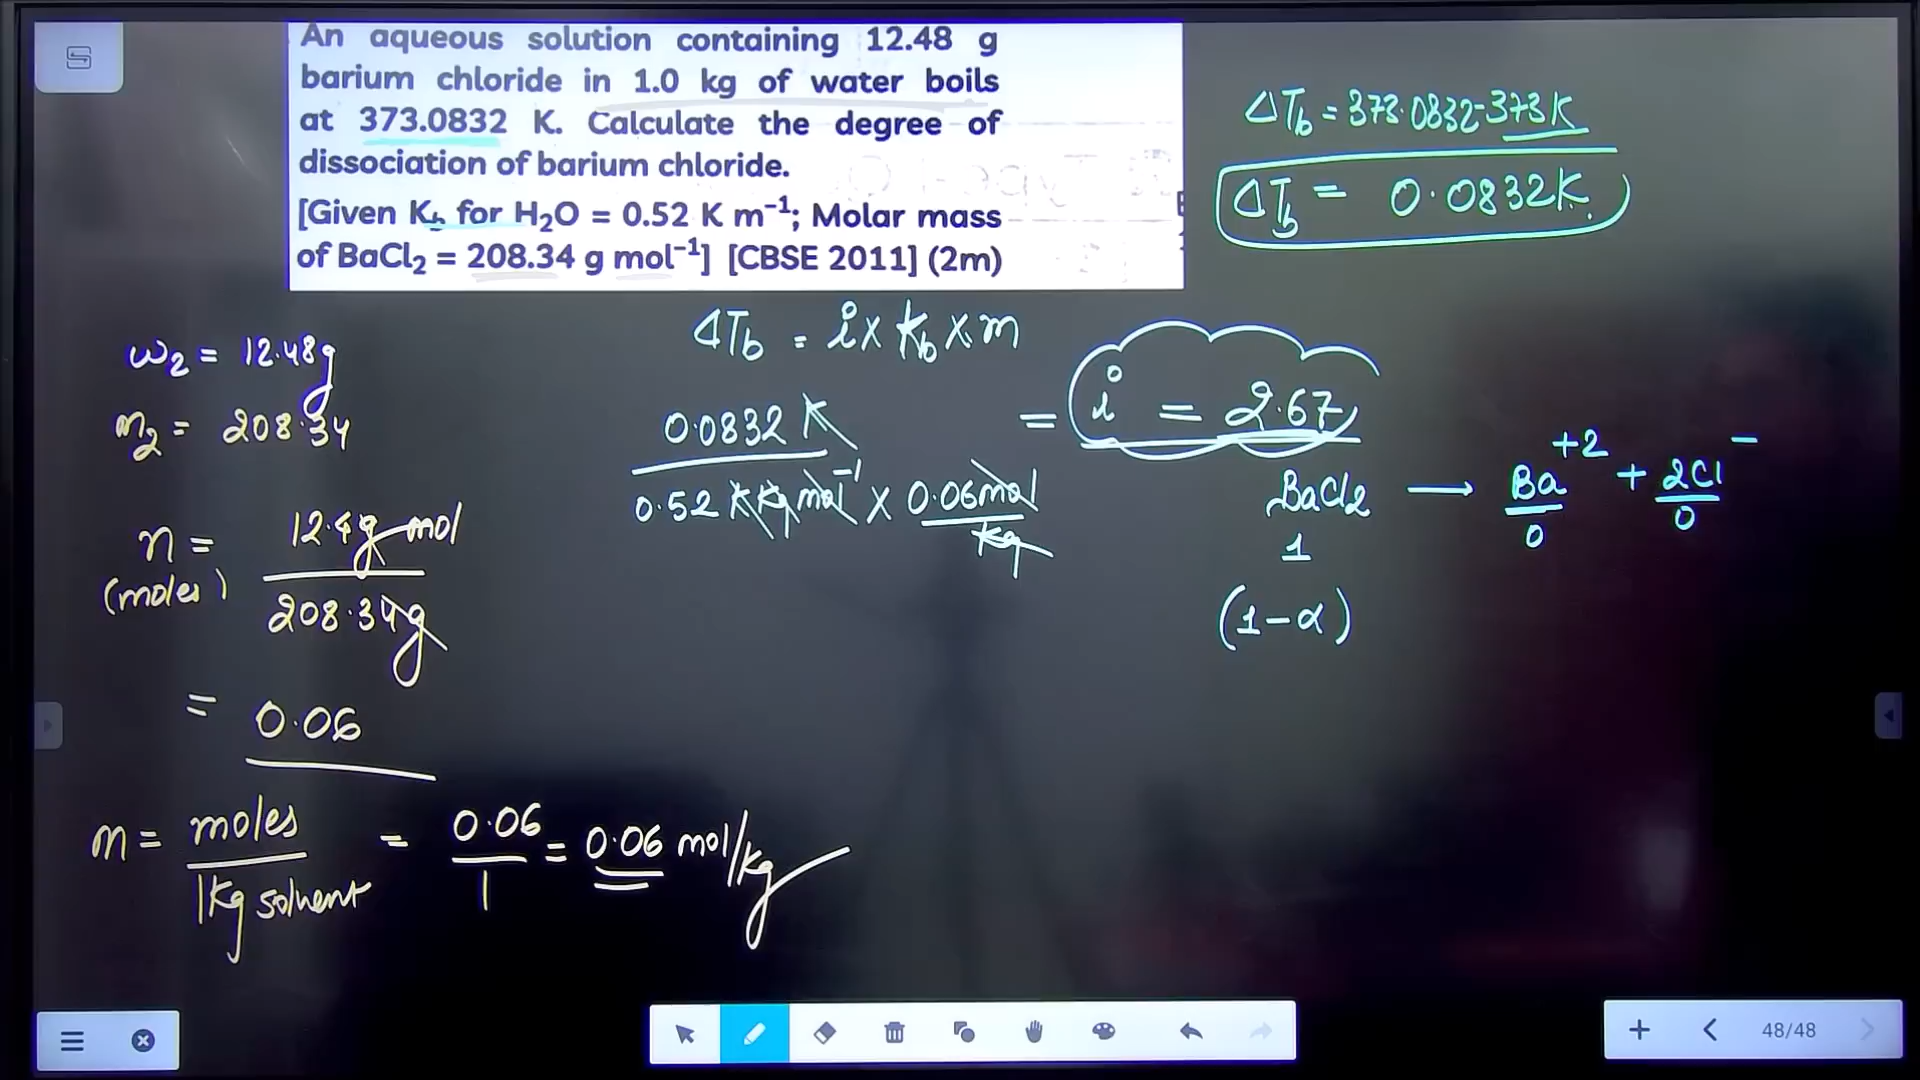 An aqueous solution containing 12.48 g
barium chloride in 1.0 kg of water boils
at 373.0832 K. Calculate the degree of
dissociation of barium chloride.
[Given Kb for H₂O = 0.52 K m⁻¹; Molar mass
of BaCl₂ = 208.34 g mol⁻¹] [CBSE 2011] (2m)
ΔTb = 373.0832-373K
ΔTb = 0.0832K.
w₂ = 12.48g
m₂ = 208.34
n = 12.4g mol
(moles) 208.34g
= 0.06
m = moles = 0.06 = 0.06 mol/kg
1kg solvent 1
ΔTb = i x Kb x m
0.0832 K = i = 2.67
0.52 K Kg mol⁻¹ x 0.06 mol
kg
BaCl2 → Ba+2 + 2Cl−
1 0 0
(1-α)
48/48